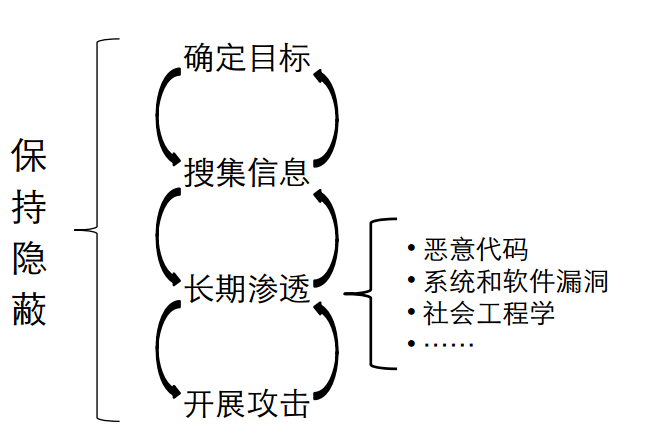 保持隐蔽
确定目标
搜集信息
长期渗透
开展攻击
• 恶意代码
• 系统和软件漏洞
• 社会工程学
• ……